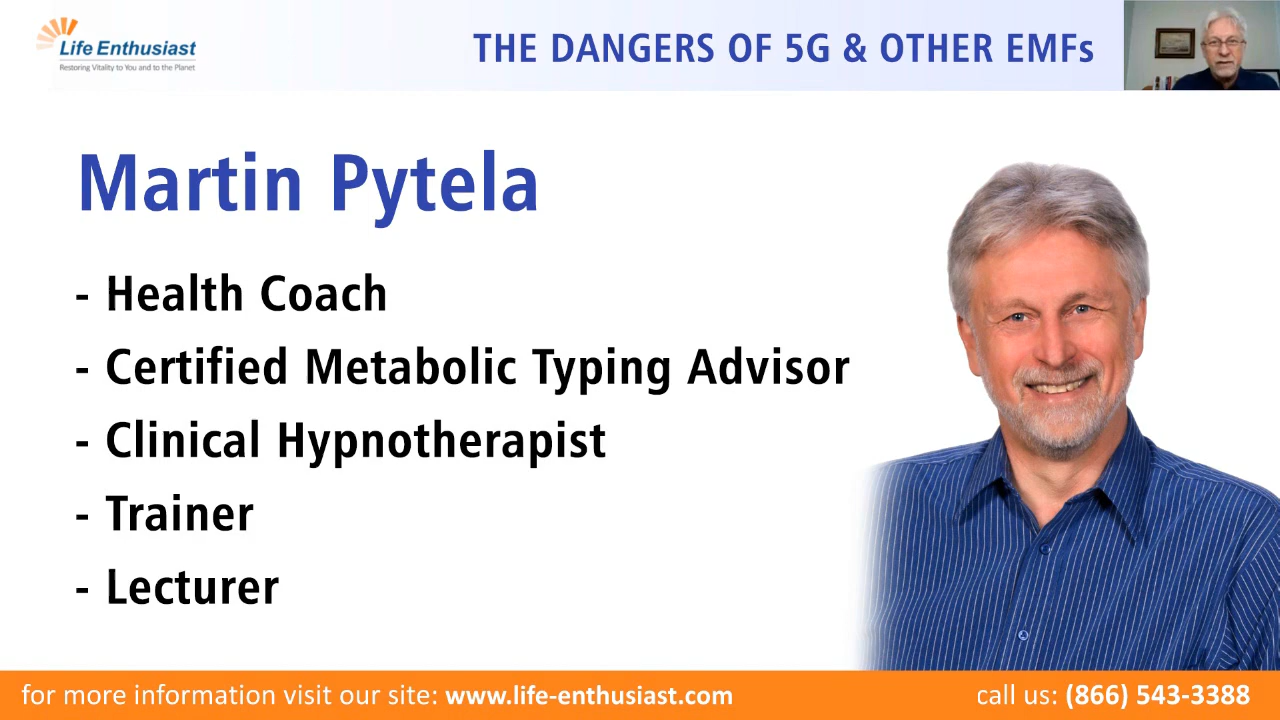 Life Enthusiast
Restoring Vitality to You and to the Planet
THE DANGERS OF 5G & OTHER EMFs
Martin Pytela
- Health Coach
- Certified Metabolic Typing Advisor
- Clinical Hypnotherapist
- Trainer
- Lecturer
for more information visit our site: www.life-enthusiast.com
call us: (866) 543-3388